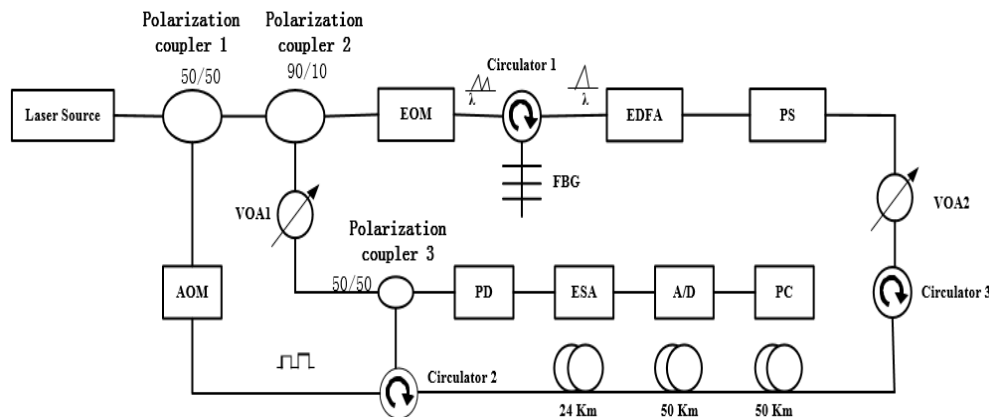 Polarization
coupler 1
50/50
Polarization
coupler 2
90/10
Laser Source
EOM
λ
Circulator 1
λ
EDFA
PS
FBG
VOA1
VOA2
Polarization
coupler 3
50/50
AOM
PD
ESA
A/D
PC
Circulator 3
Circulator 2
24 Km
50 Km
50 Km